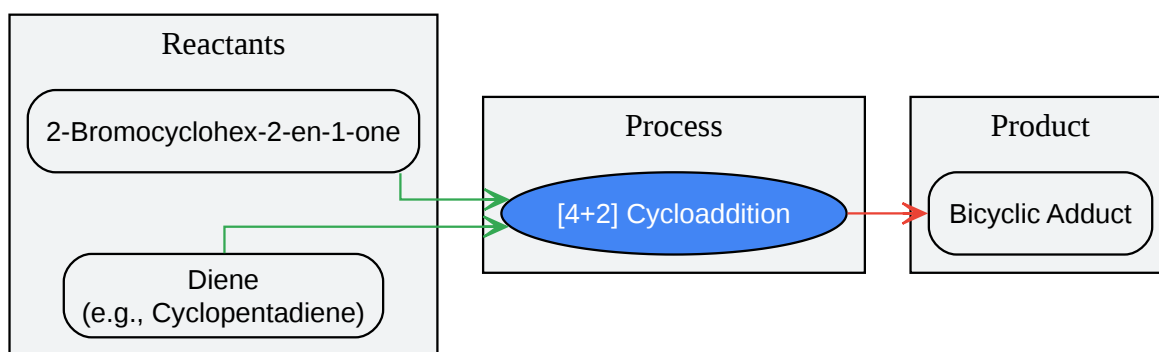 Reactants
2-Bromocyclohex-2-en-1-one
Diene
(e.g., Cyclopentadiene)
Process
[4+2] Cycloaddition
Product
Bicyclic Adduct